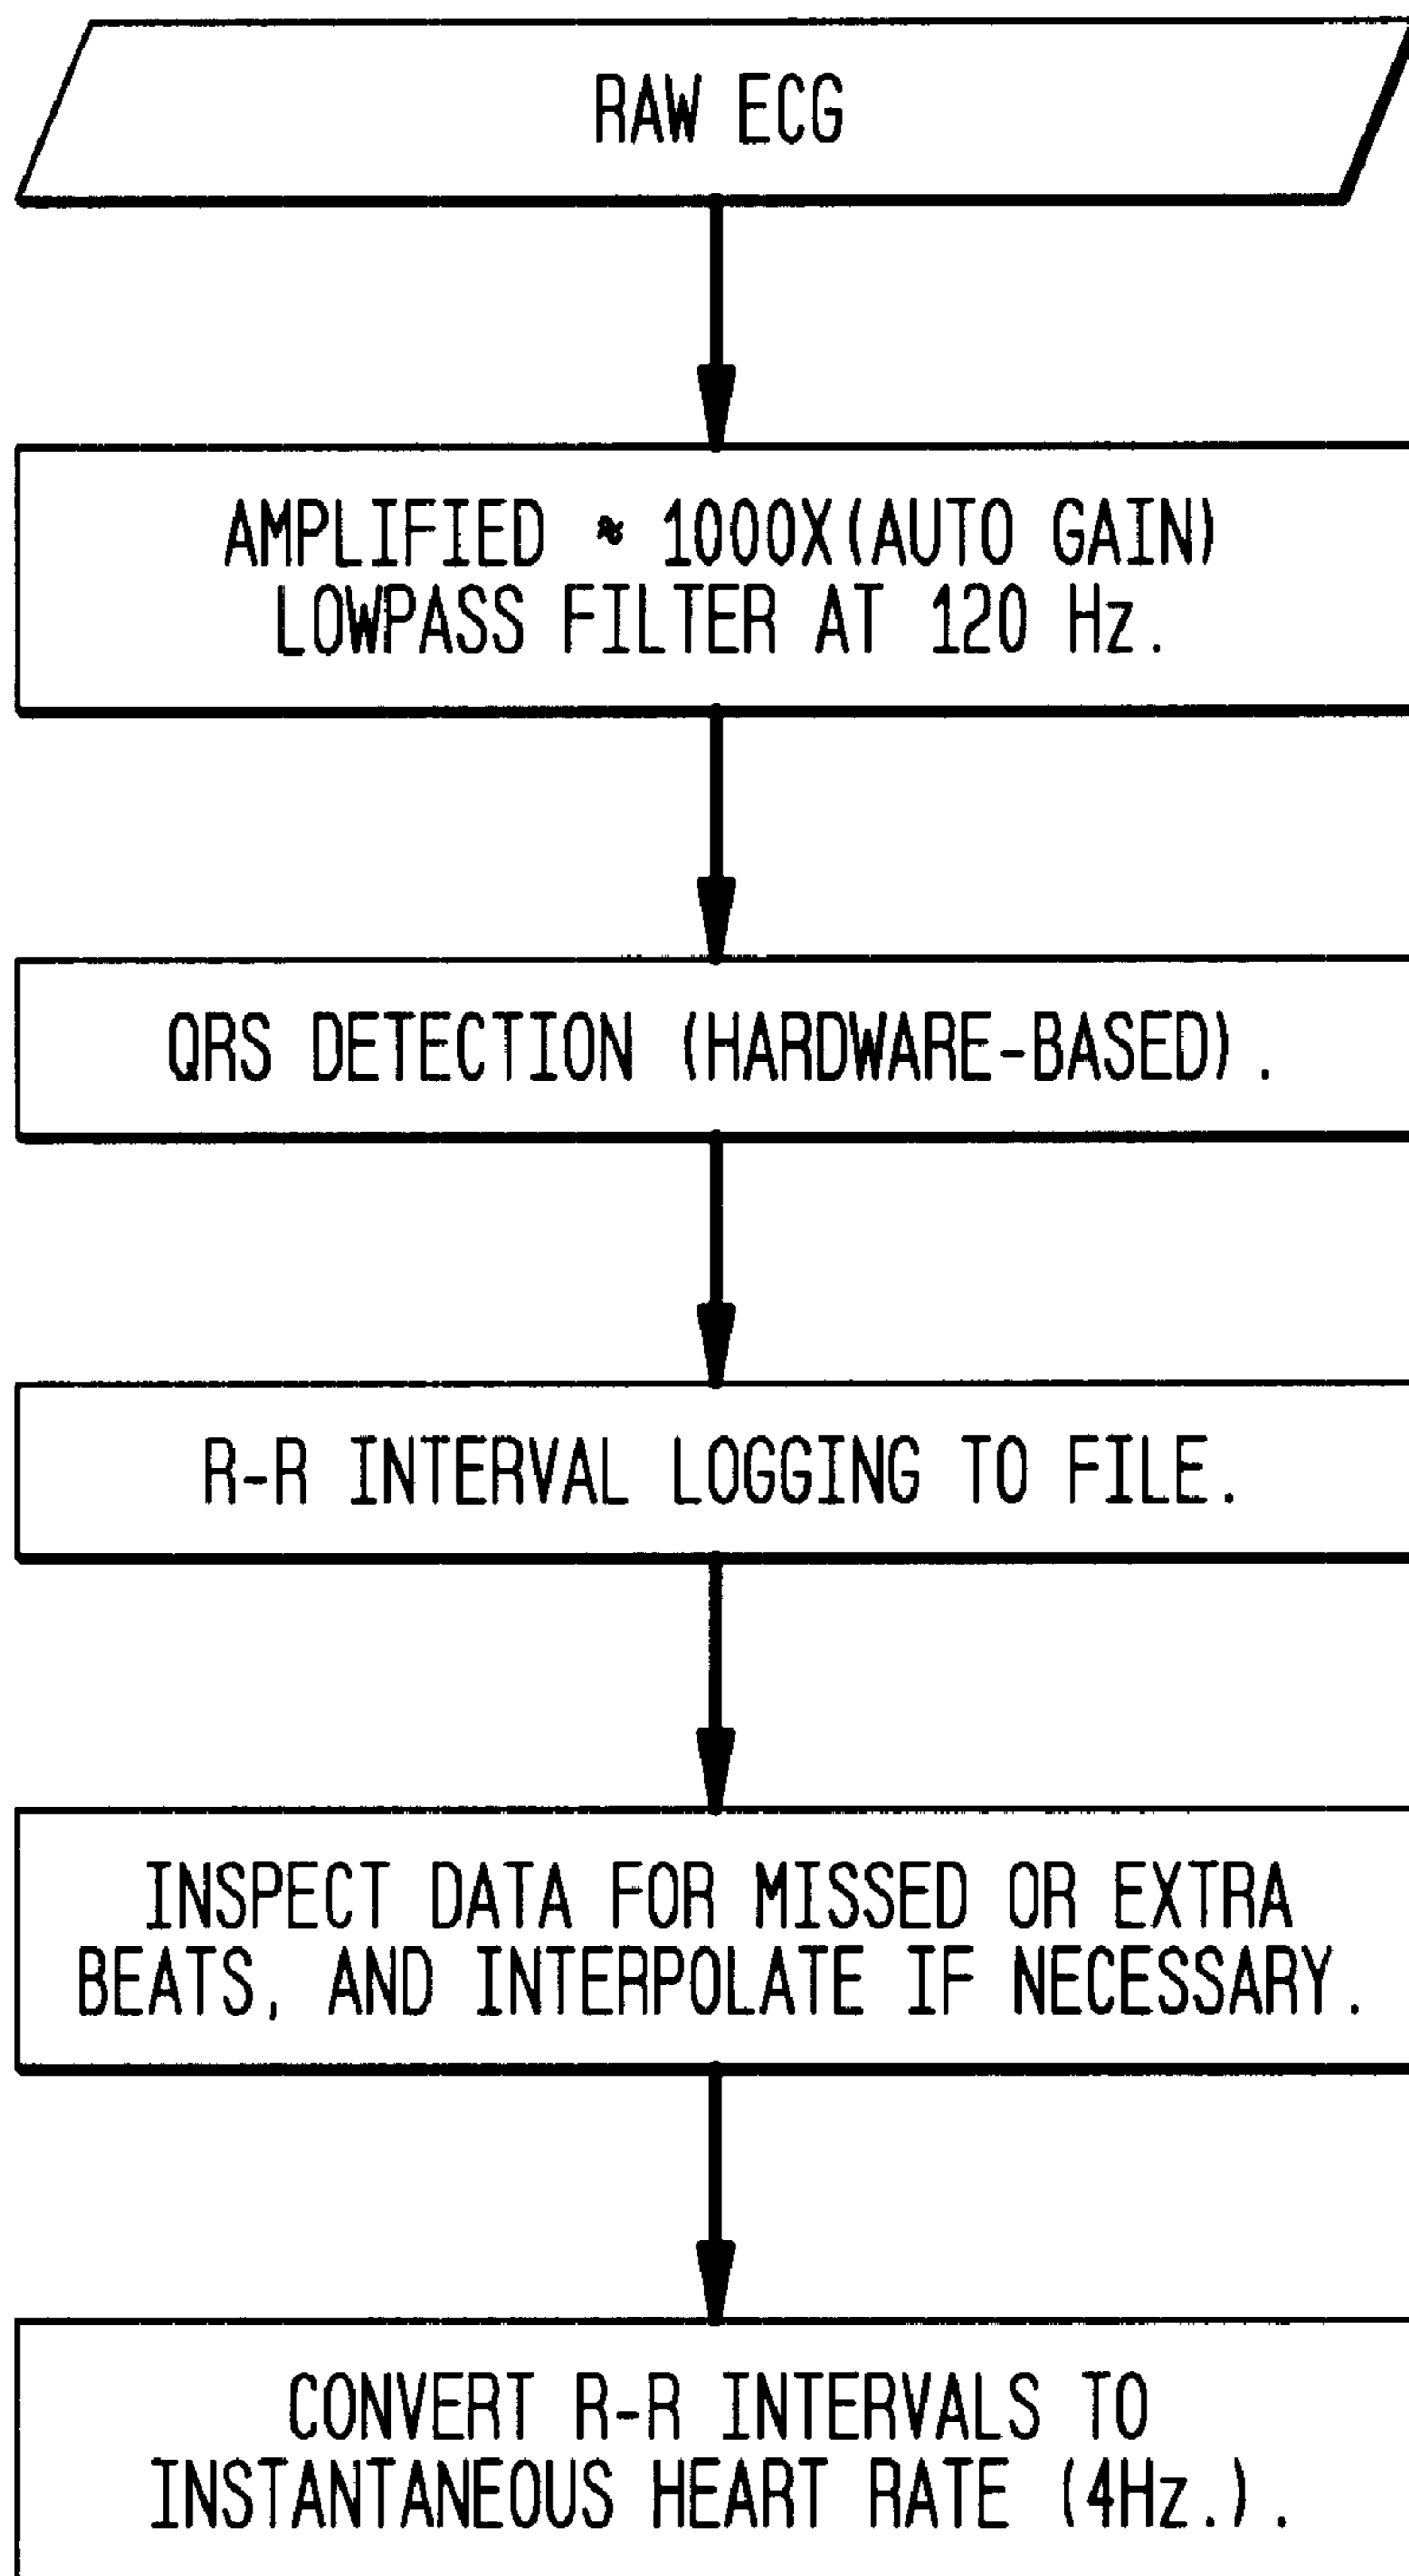 RAW ECG
AMPLIFIED ≈ 1000X(AUTO GAIN)
LOWPASS FILTER AT 120 Hz.
QRS DETECTION (HARDWARE-BASED).
R-R INTERVAL LOGGING TO FILE.
INSPECT DATA FOR MISSED OR EXTRA
BEATS, AND INTERPOLATE IF NECESSARY.
CONVERT R-R INTERVALS TO
INSTANTANEOUS HEART RATE (4Hz.).